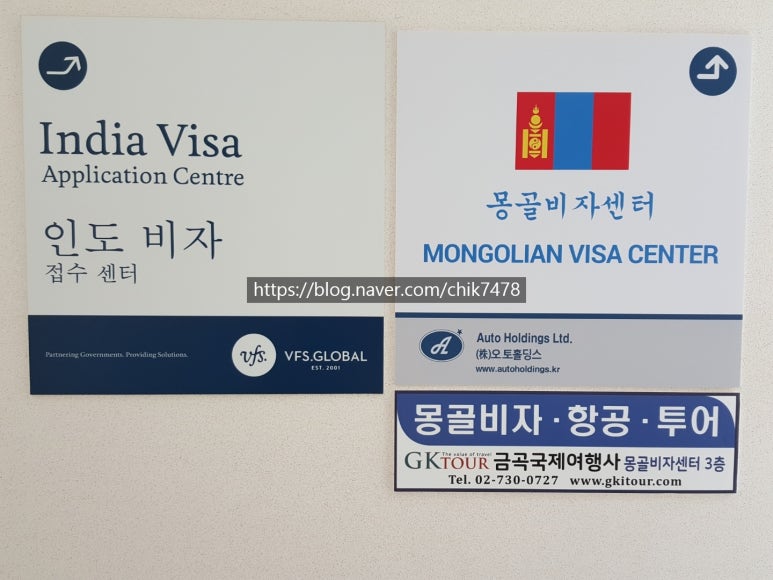 India Visa
Application Centre
인도 비자
접수 센터
Partnering Governments. Providing Solutions.
vfs.
VFS.GLOBAL
EST. 2001
몽골비자센터
MONGOLIAN VISA CENTER
A
Auto Holdings Ltd.
(株)오토홀딩스
www.autoholdings.kr
https://blog.naver.com/chik7478
몽골비자 · 항공 · 투어
The value of travel
GKTOUR 금곡국제여행사 몽골비자센터 3층
Tel. 02-730-0727 www.gkitour.com